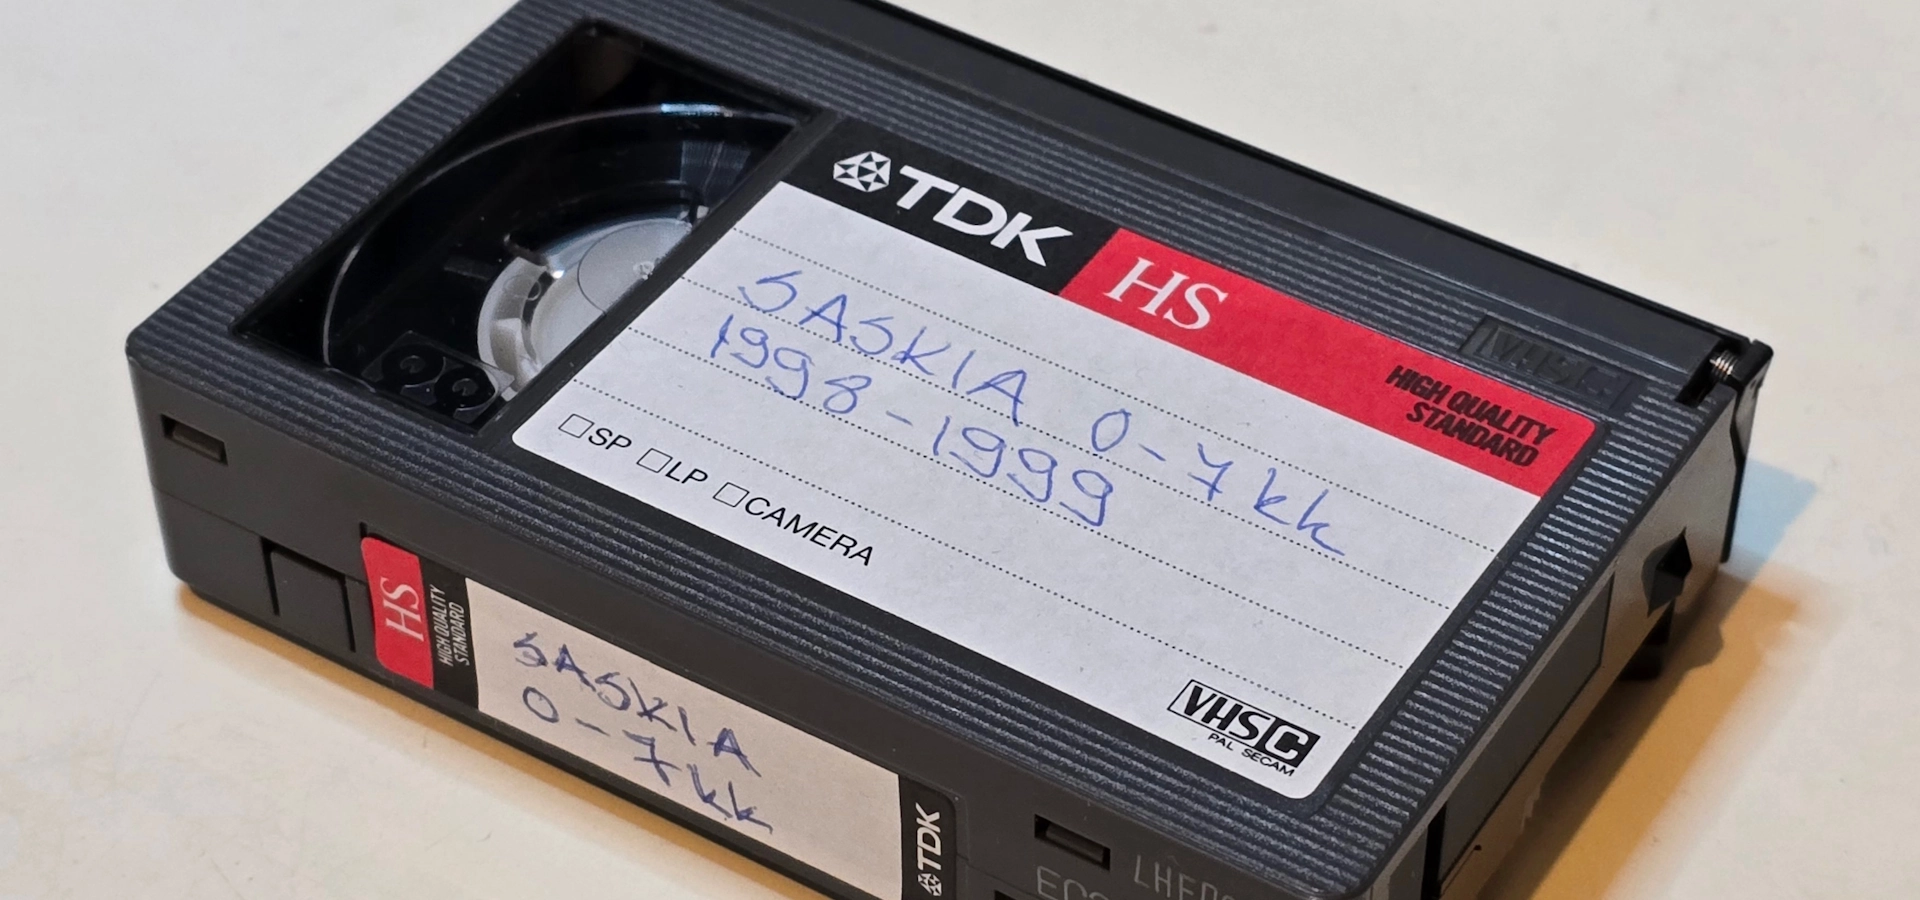 TDK
HS
HIGH QUALITY
STANDARD
SASKIA 0-7kk
1998-1999
SP LP CAMERA
VHS C
PAL SECAM
HS
HIGH QUALITY
STANDARD
SASKIA
0-7kk
TDK
VHS C